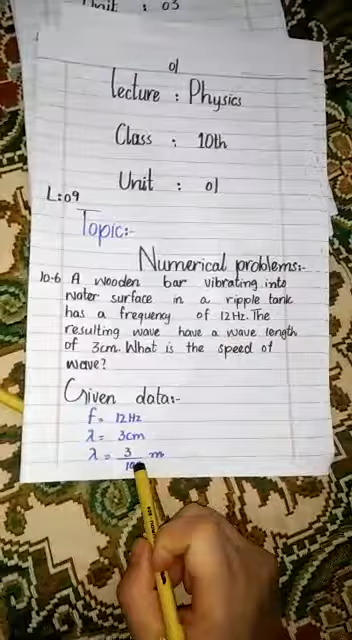 Unit : 03
01
Lecture : Physics
Class : 10th
Unit : 01
L:09
Topic:-
Numerical problems:-
10-6 A wooden bar vibrating into
water surface in a ripple tank
has a frequency of 12Hz. The
resulting wave have a wave length
of 3cm. What is the speed of
wave?
Given data:-
f = 12Hz
λ = 3cm
λ = 3/10 m